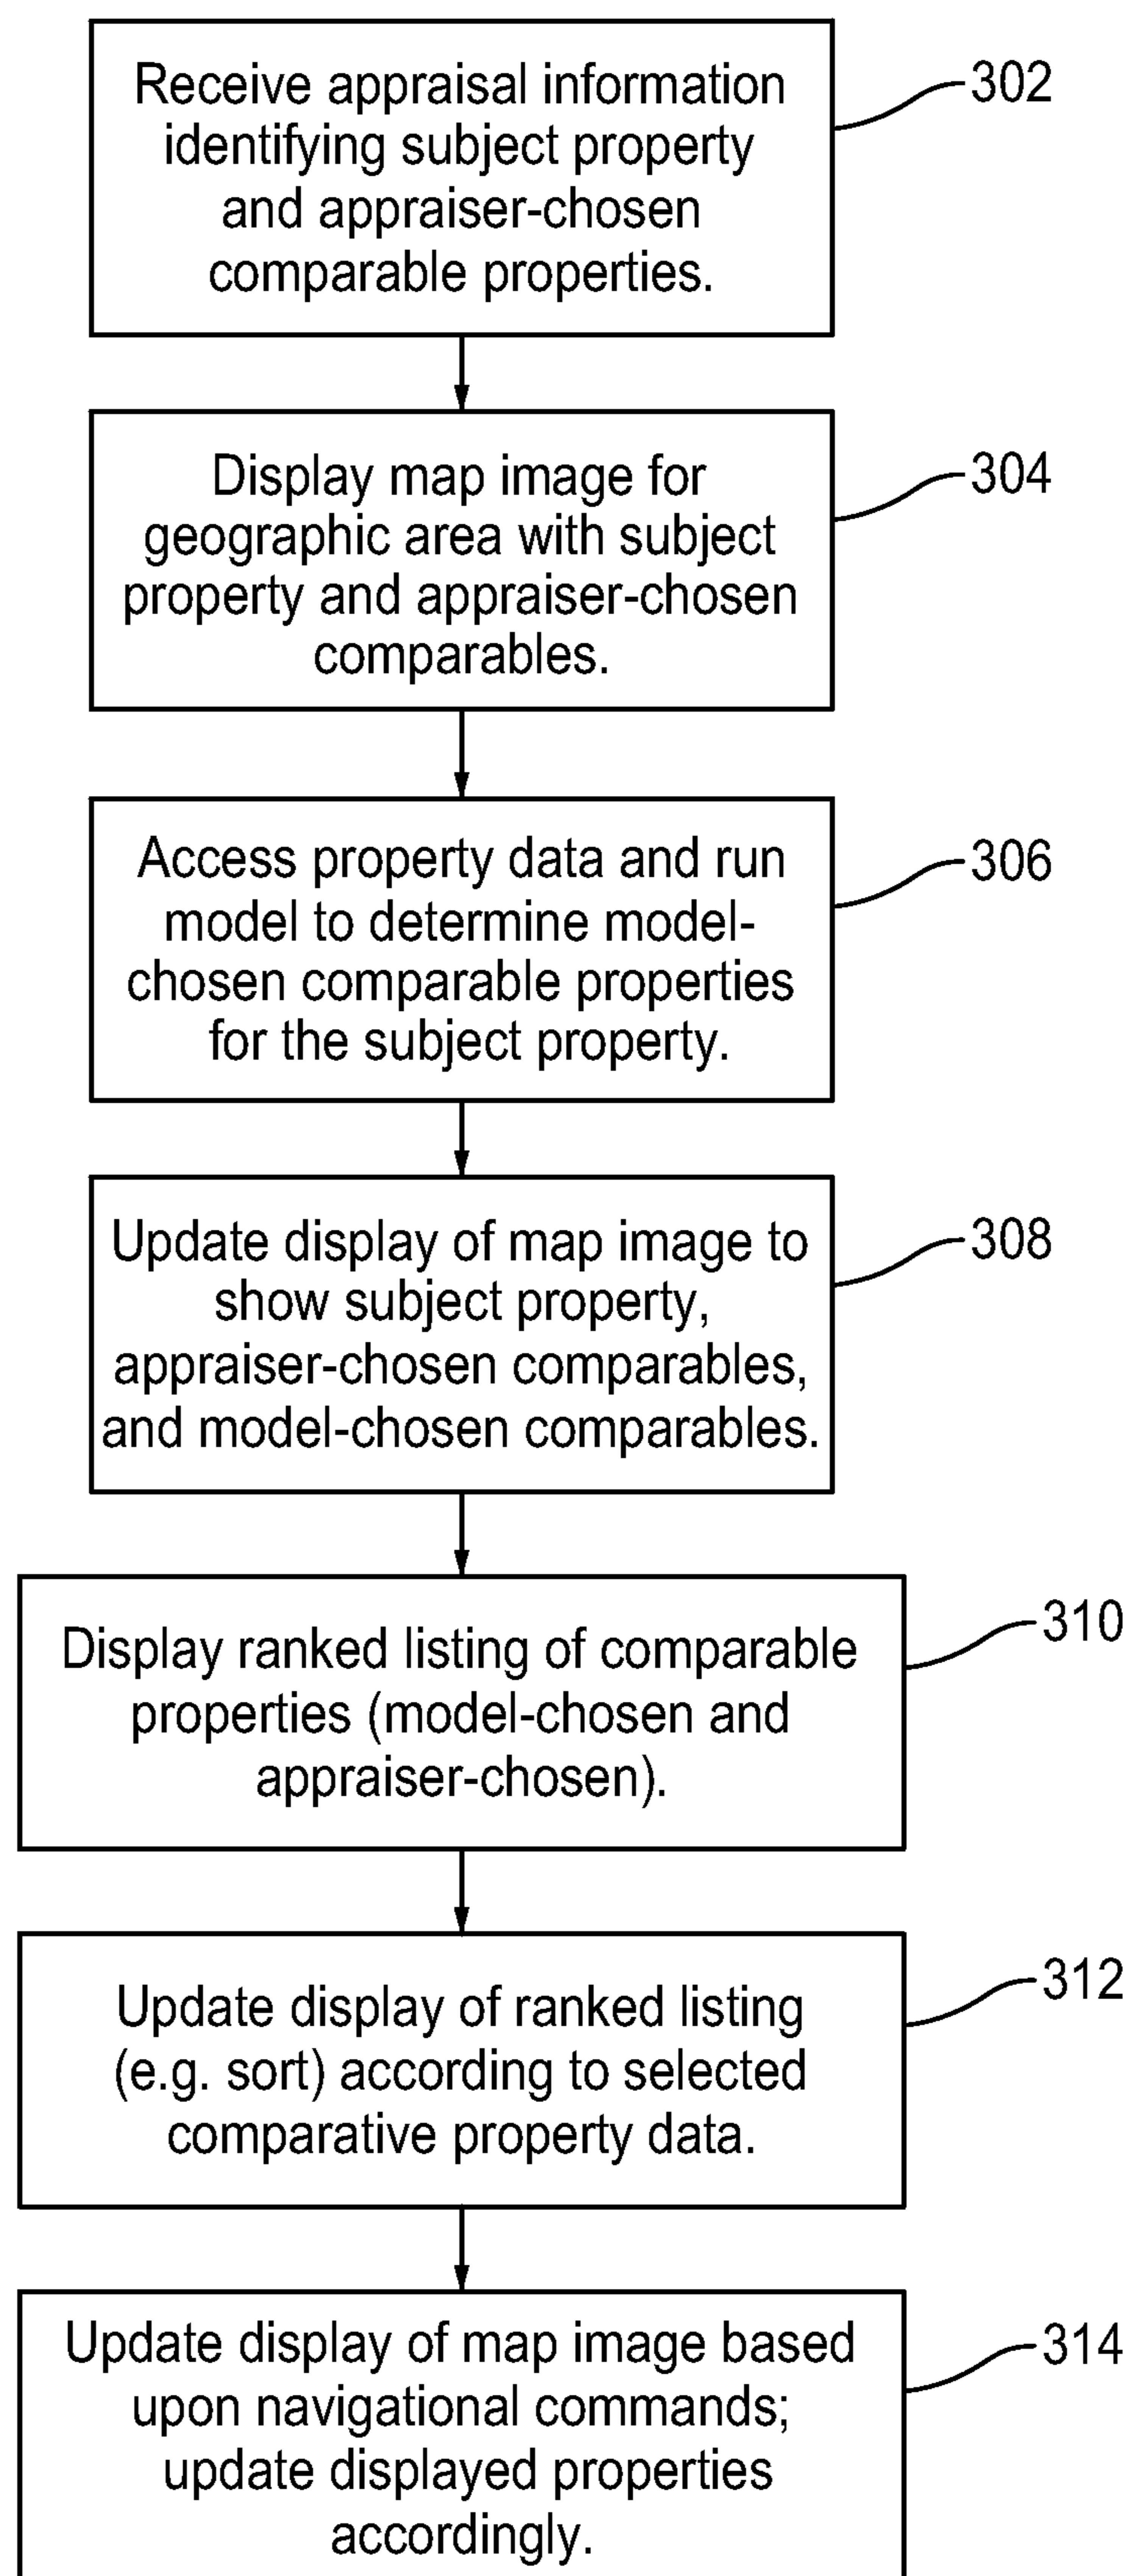 Receive appraisal information
identifying subject property
and appraiser-chosen
comparable properties.
302
Display map image for
geographic area with subject
property and appraiser-chosen
comparables.
304
Access property data and run
model to determine model-
chosen comparable properties
for the subject property.
306
Update display of map image to
show subject property,
appraiser-chosen comparables,
and model-chosen comparables.
308
Display ranked listing of comparable
properties (model-chosen and
appraiser-chosen).
310
Update display of ranked listing
(e.g. sort) according to selected
comparative property data.
312
Update display of map image based
upon navigational commands;
update displayed properties
accordingly.
314